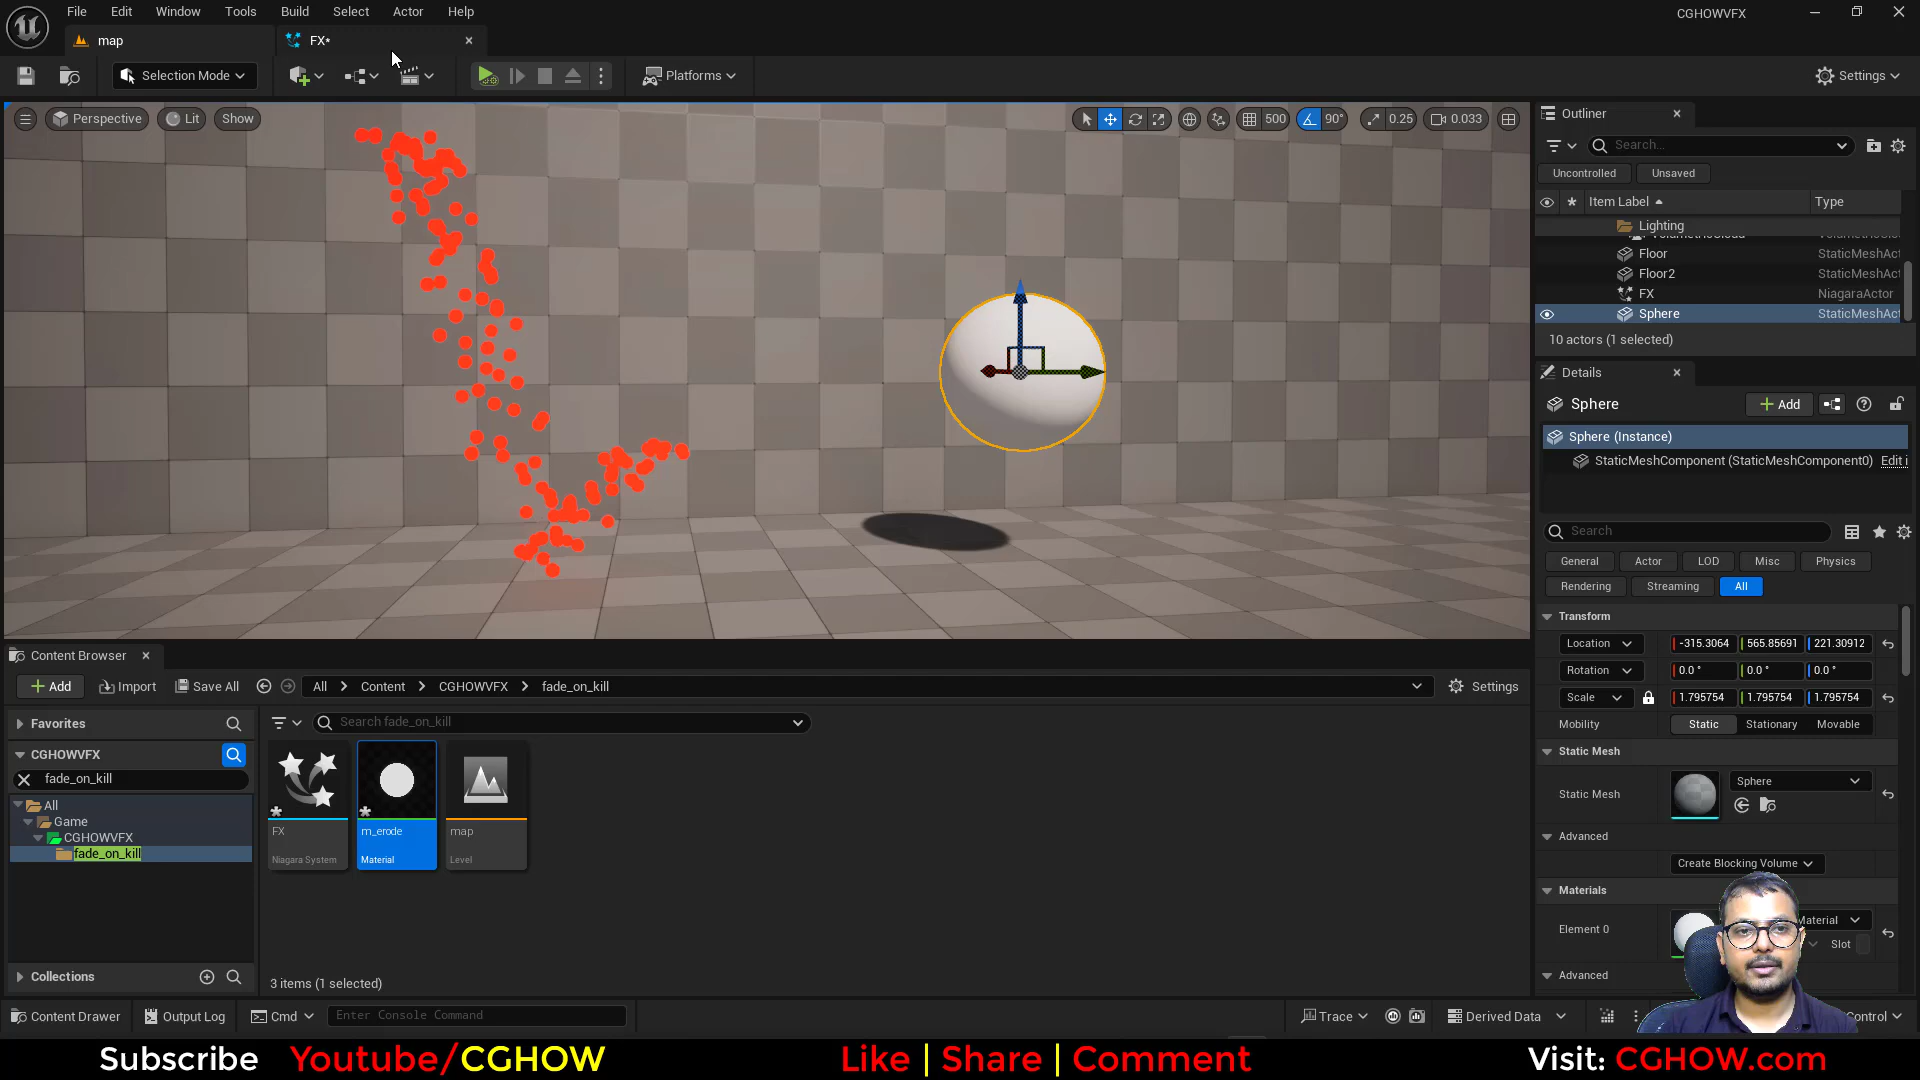 File Edit Window Tools Build Select Actor Help
CGHOWVFX
map
FX*
Selection Mode
Platforms
Settings
Perspective
Lit
Show
500
90°
0.25
0.033
Outliner
Search...
Uncontrolled
Unsaved
Item Label
Type
Lighting
Floor StaticMeshAct
Floor2 StaticMeshAct
FX NiagaraActor
Sphere StaticMeshAct
10 actors (1 selected)
Details
Sphere
Add
Sphere (Instance)
StaticMeshComponent (StaticMeshComponent0) Edit i
Search
General
Actor
LOD
Misc
Physics
Rendering
Streaming
All
Transform
Location -315.3064 565.85691 221.30912
Rotation 0.0 ° 0.0 ° 0.0 °
Scale 1.795754 1.795754 1.795754
Mobility Static Stationary Movable
Static Mesh
Static Mesh Sphere
Advanced
Create Blocking Volume
Materials
Element 0
Material
Slot
Advanced
Content Browser
Add
Import
Save All
All
Content
CGHOWVFX
fade_on_kill
Settings
Favorites
Search fade_on_kill
CGHOWVFX
fade_on_kill
All
Game
CGHOWVFX
fade_on_kill
Collections
FX
Niagara System
m_erode
Material
map
Level
3 items (1 selected)
Content Drawer
Output Log
Cmd
Enter Console Command
Trace
Derived Data
Control
Subscribe Youtube/CGHOW Like | Share | Comment Visit: CGHOW.com